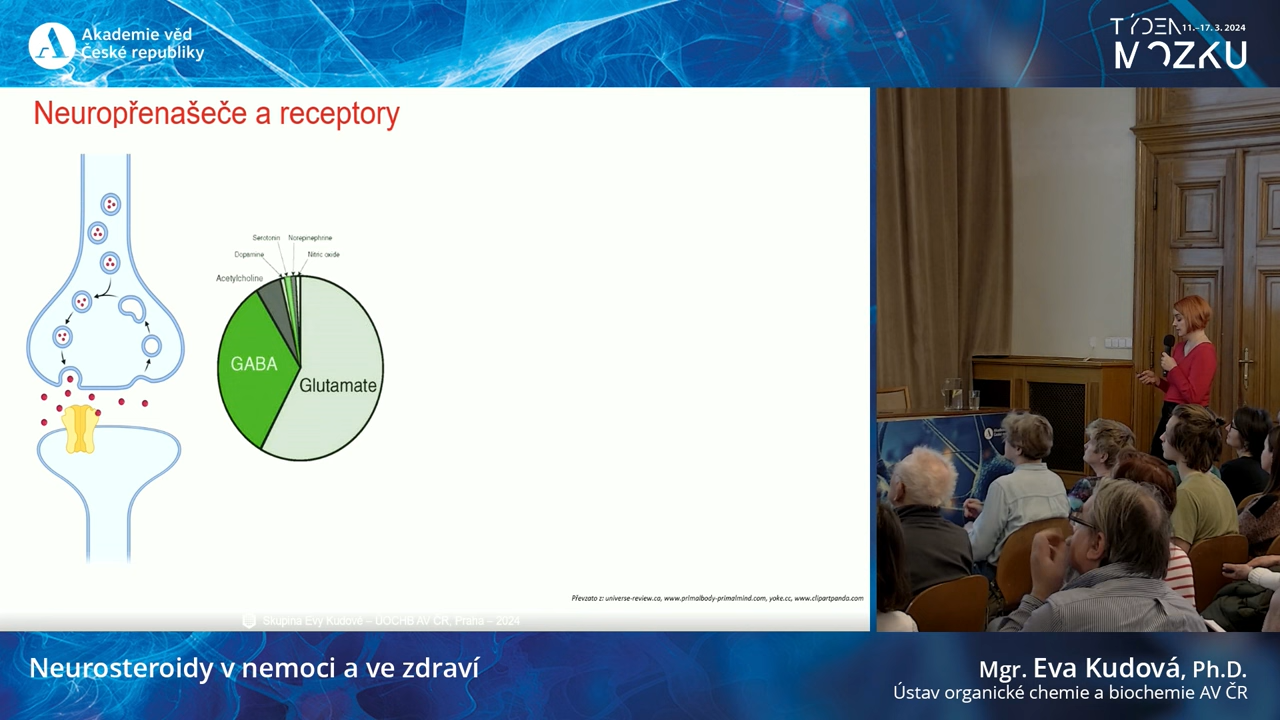 Akademie věd
České republiky
TÝDEN 11.–17. 3. 2024
MOZKU
Neuropřenašeče a receptory
Serotonin
Norepinephrine
Dopamine
Nitric oxide
Acetylcholine
GABA
Glutamate
Převzato z: universe-review.ca, www.primalbody-primalmind.com, yoke.cc, www.clipartpanda.com
Skupina Evy Kudové – ÚOCHB AV ČR, Praha – 2024
Neurosteroidy v nemoci a ve zdraví
Mgr. Eva Kudová, Ph.D.
Ústav organické chemie a biochemie AV ČR